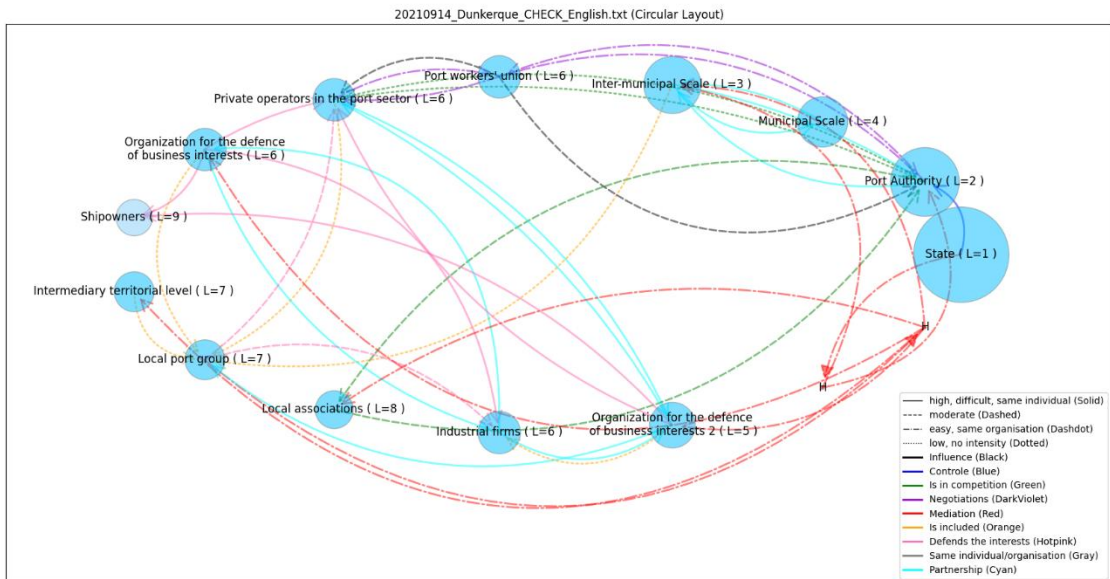 20210914_Dunkerque_CHECK_English.txt (Circular Layout)
Port workers' union ( L=6 )
Inter-municipal Scale ( L=3 )
Private operators in the port sector ( L=6 )
Municipal Scale ( L=4 )
Organization for the defence
of business interests ( L=6 )
Port Authority ( L=2 )
Shipowners ( L=9 )
State ( L=1 )
Intermediary territorial level ( L=7 )
H
Local port group ( L=7 )
H
Local associations ( L=8 )
Industrial firms ( L=6 )
Organization for the defence
of business interests 2 ( L=5 )
high, difficult, same individual (Solid)
moderate (Dashed)
easy, same organisation (Dashdot)
low, no intensity (Dotted)
Influence (Black)
Controle (Blue)
Is in competition (Green)
Negotiations (DarkViolet)
Mediation (Red)
Is included (Orange)
Defends the interests (Hotpink)
Same individual/organisation (Gray)
Partnership (Cyan)